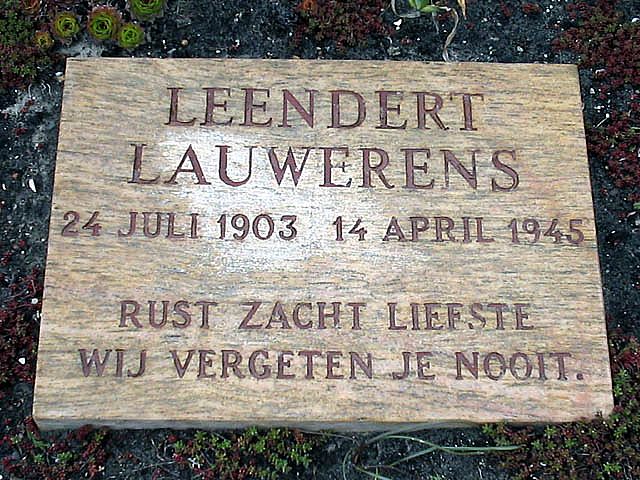 LEENDERT
LAUWERENS
24 JULI 1903 14 APRIL 1945
RUST ZACHT LIEFSTE
WIJ VERGETEN JE NOOIT.